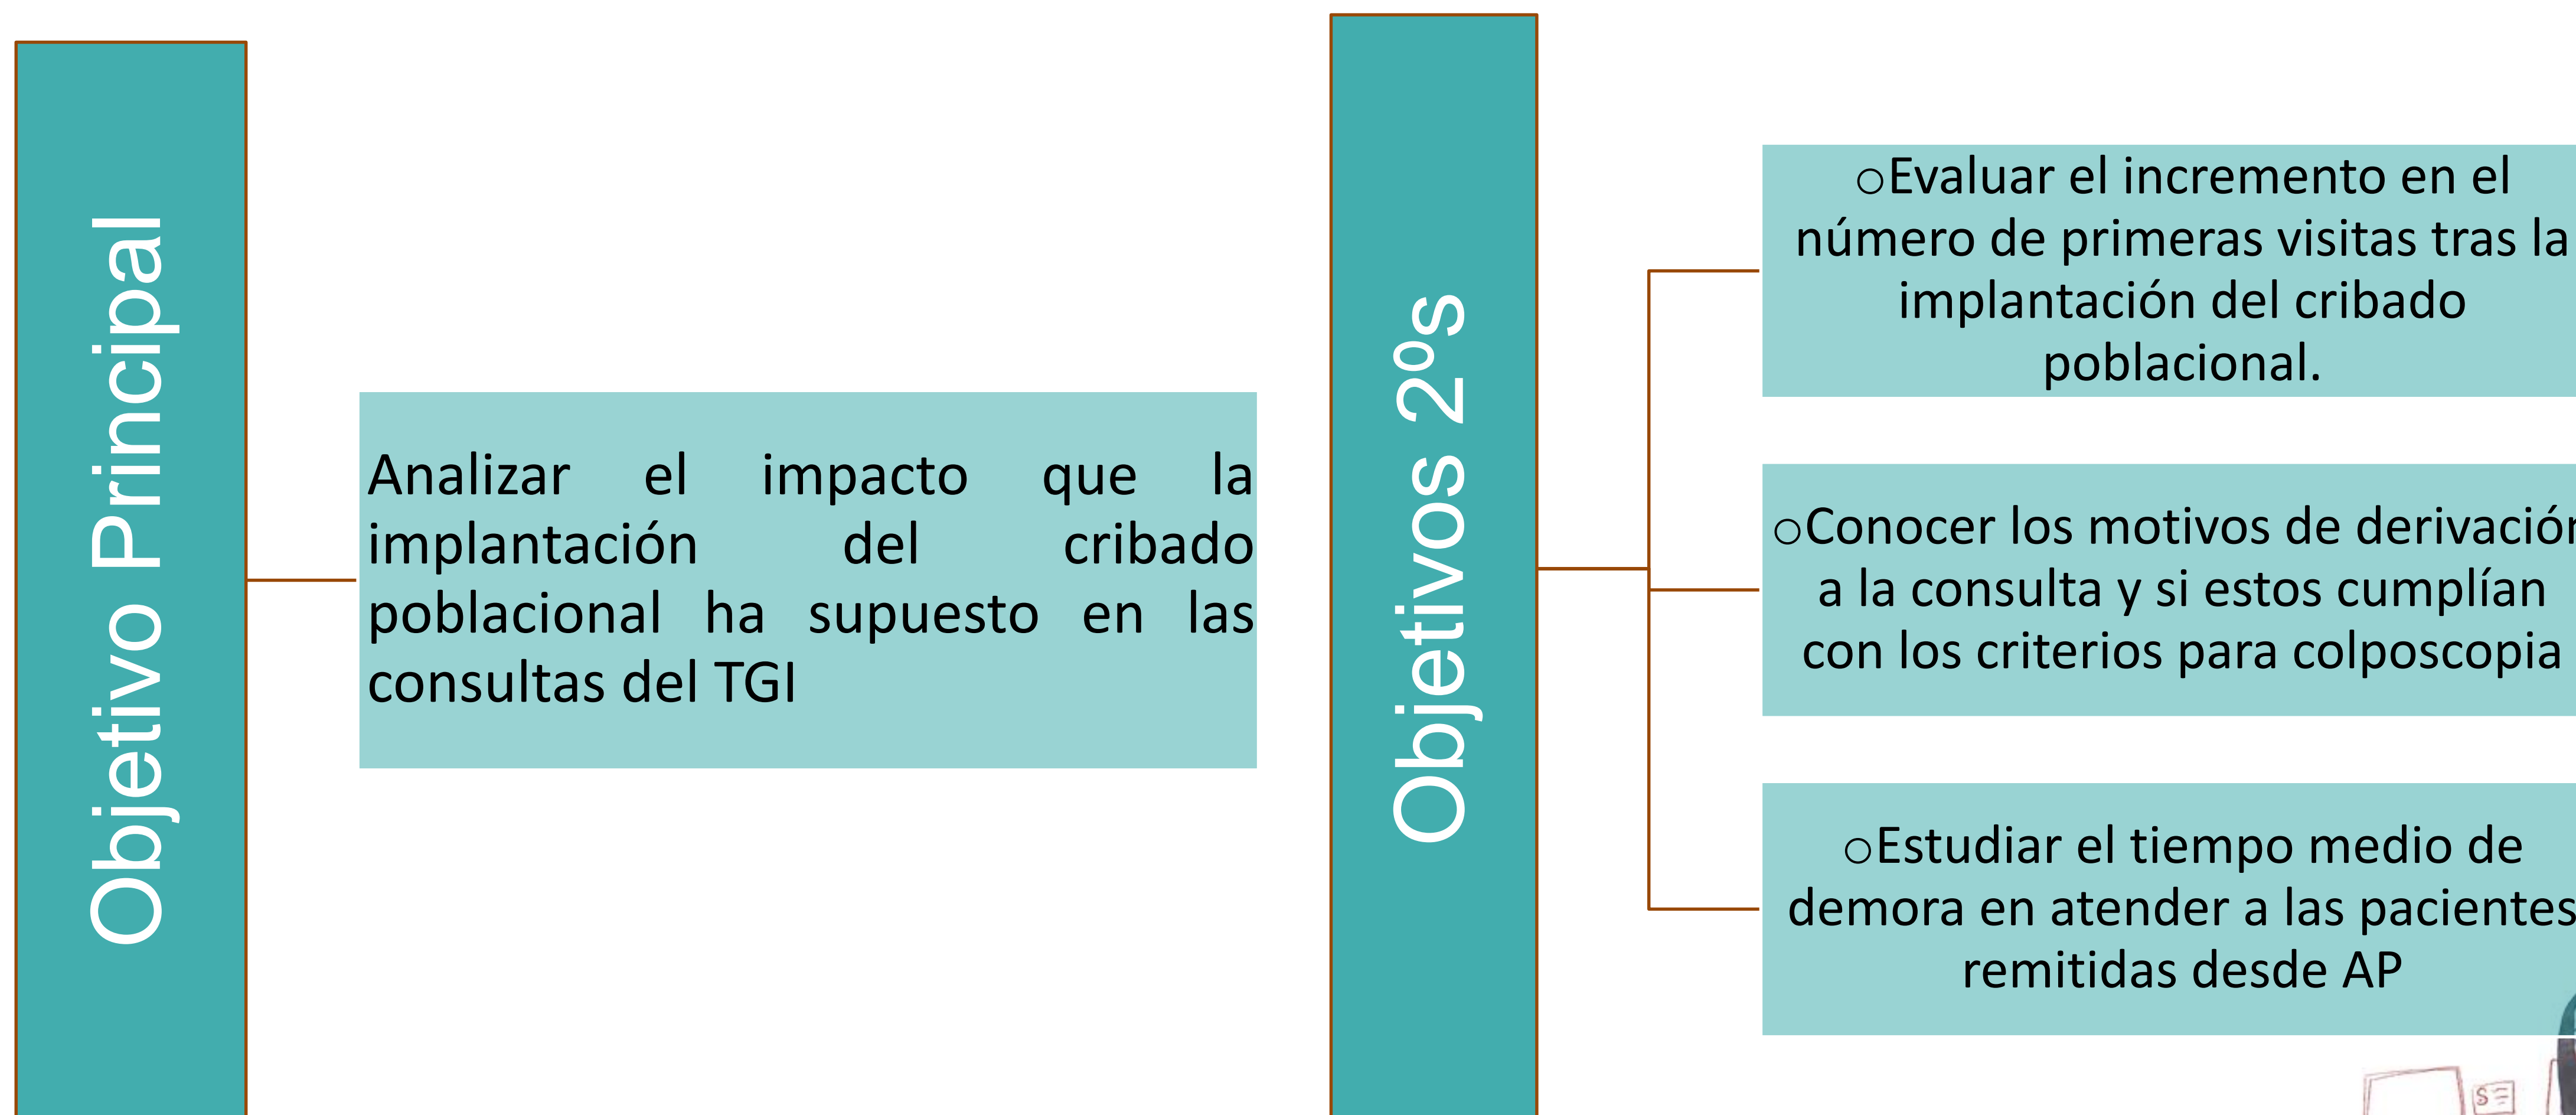 Objetivo Principal
Analizar el impacto que la
implantación del cribado
poblacional ha supuesto en las
consultas del TGI
Objetivos 2ºs
oEvaluar el incremento en el
número de primeras visitas tras la
implantación del cribado
poblacional.
oConocer los motivos de derivación
a la consulta y si estos cumplían
con los criterios para colposcopia
oEstudiar el tiempo medio de
demora en atender a las pacientes
remitidas desde AP
S